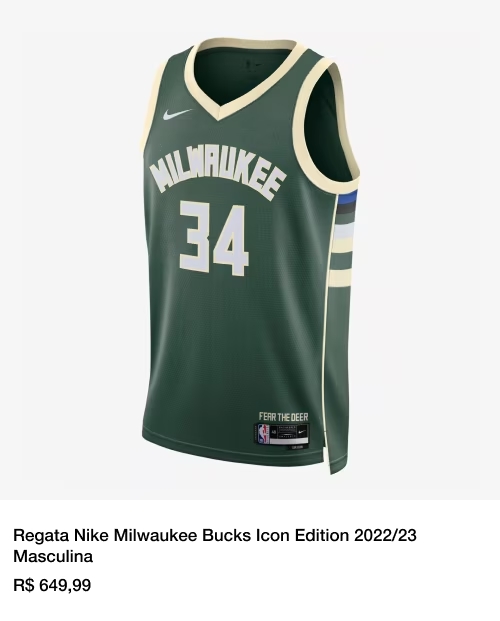 MILWAUKEE
34
FEAR THE DEER
Regata Nike Milwaukee Bucks Icon Edition 2022/23
Masculina
R$ 649,99